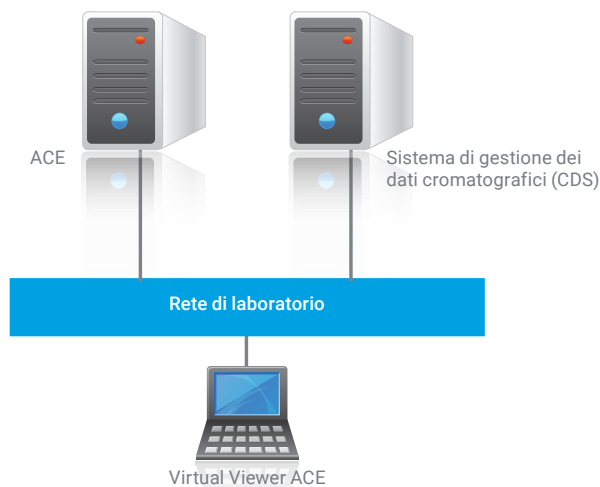 ACE
Sistema di gestione dei
dati cromatografici (CDS)
Rete di laboratorio
Virtual Viewer ACE